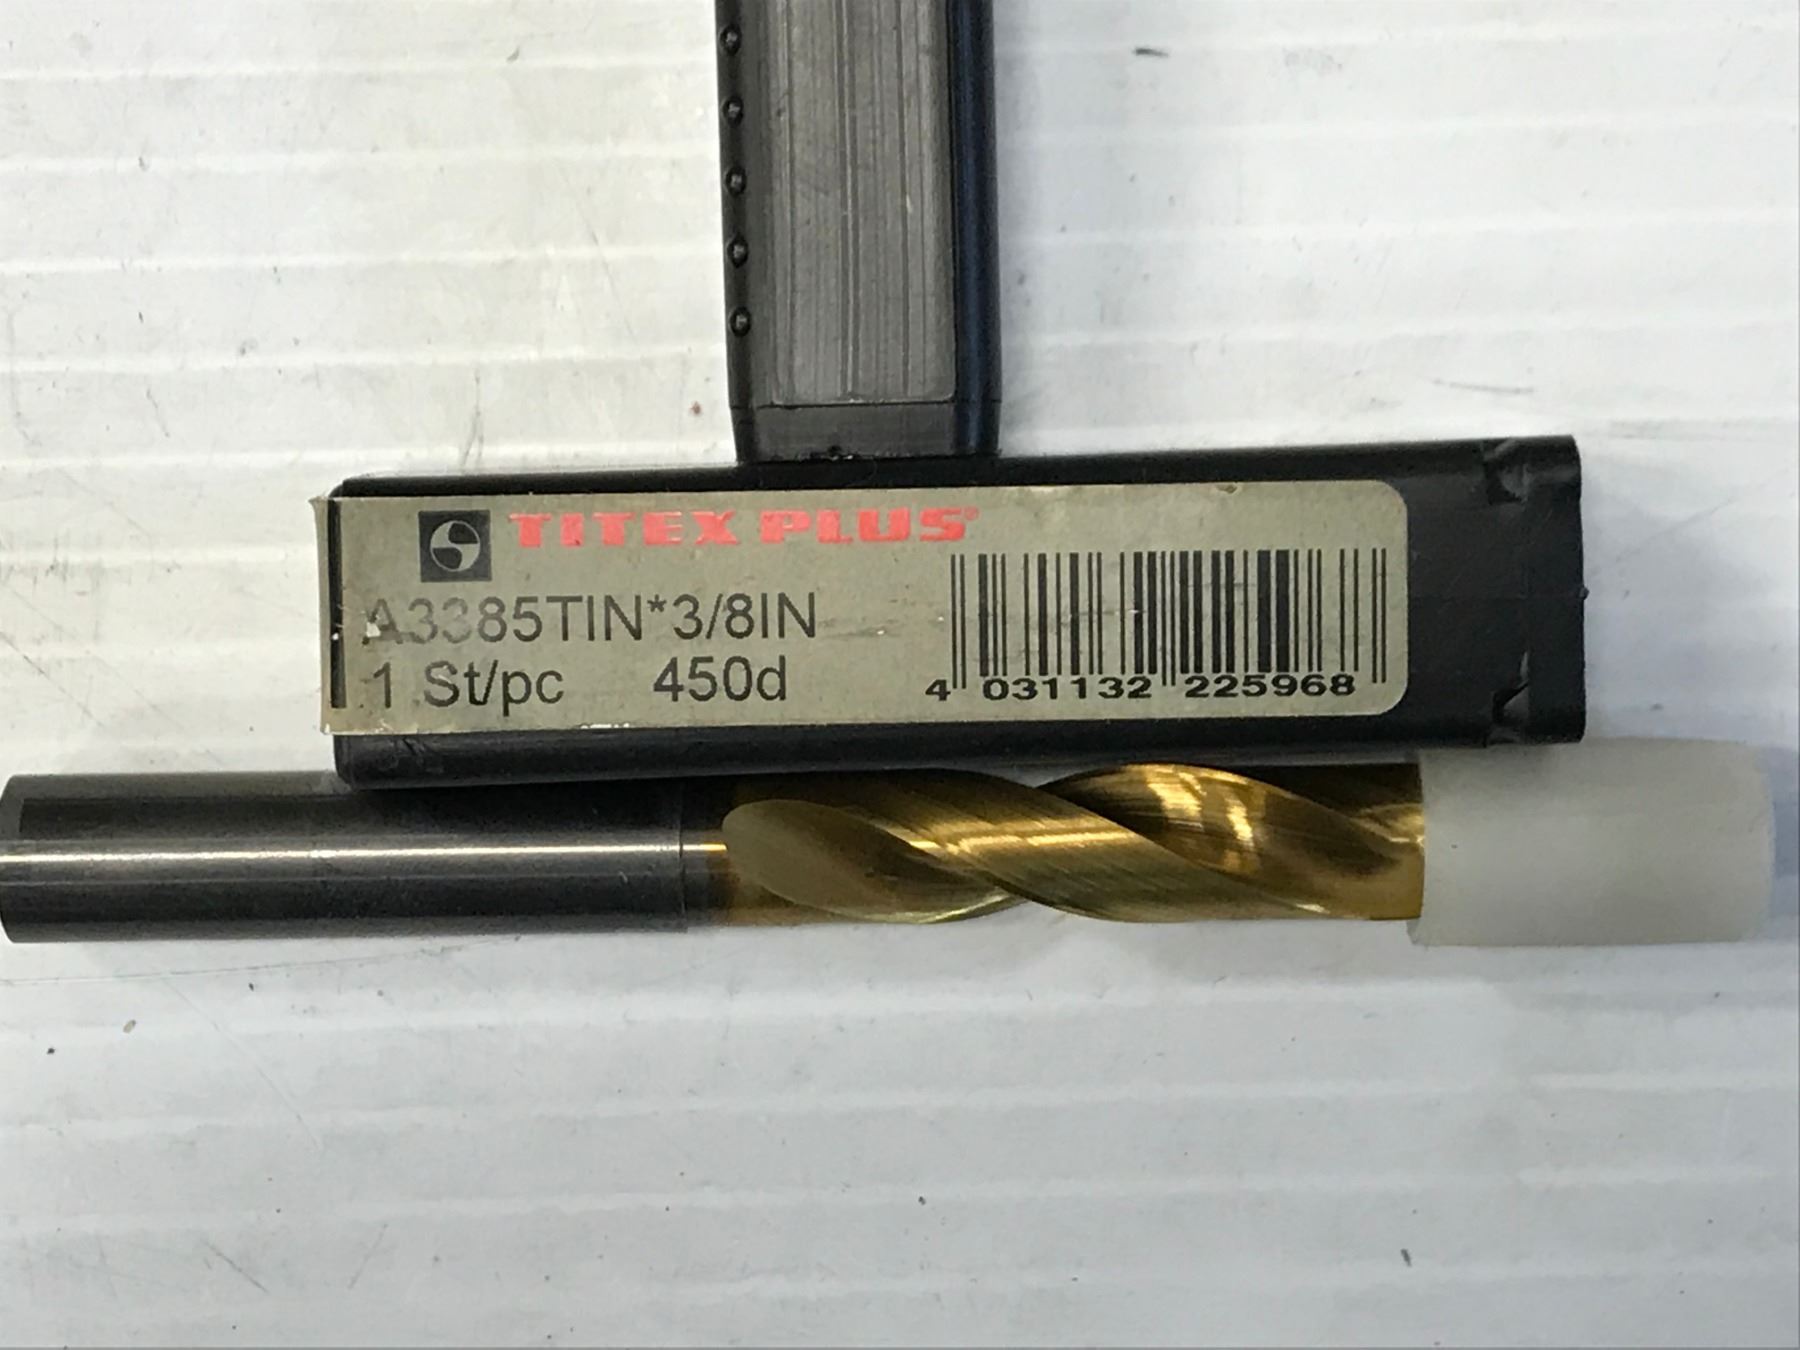 TITEX PLUS®
A3385TIN*3/8IN
1 St/pc 450d
4 031132 225968